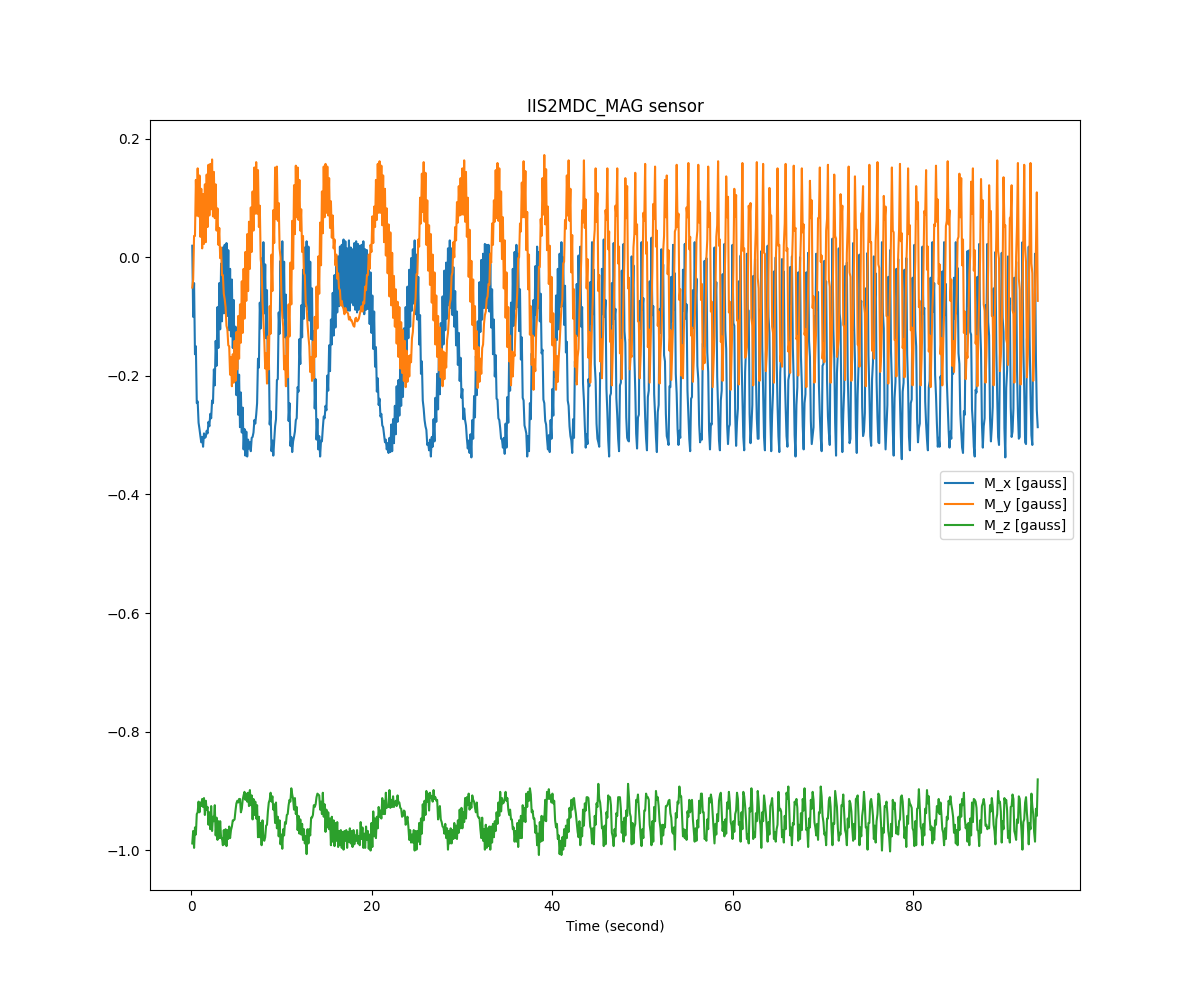 IIS2MDC_MAG sensor
0.2
0.0
−0.2
−0.4
−0.6
−0.8
−1.0
M_x [gauss]
M_y [gauss]
M_z [gauss]
0 20 40 60 80
Time (second)